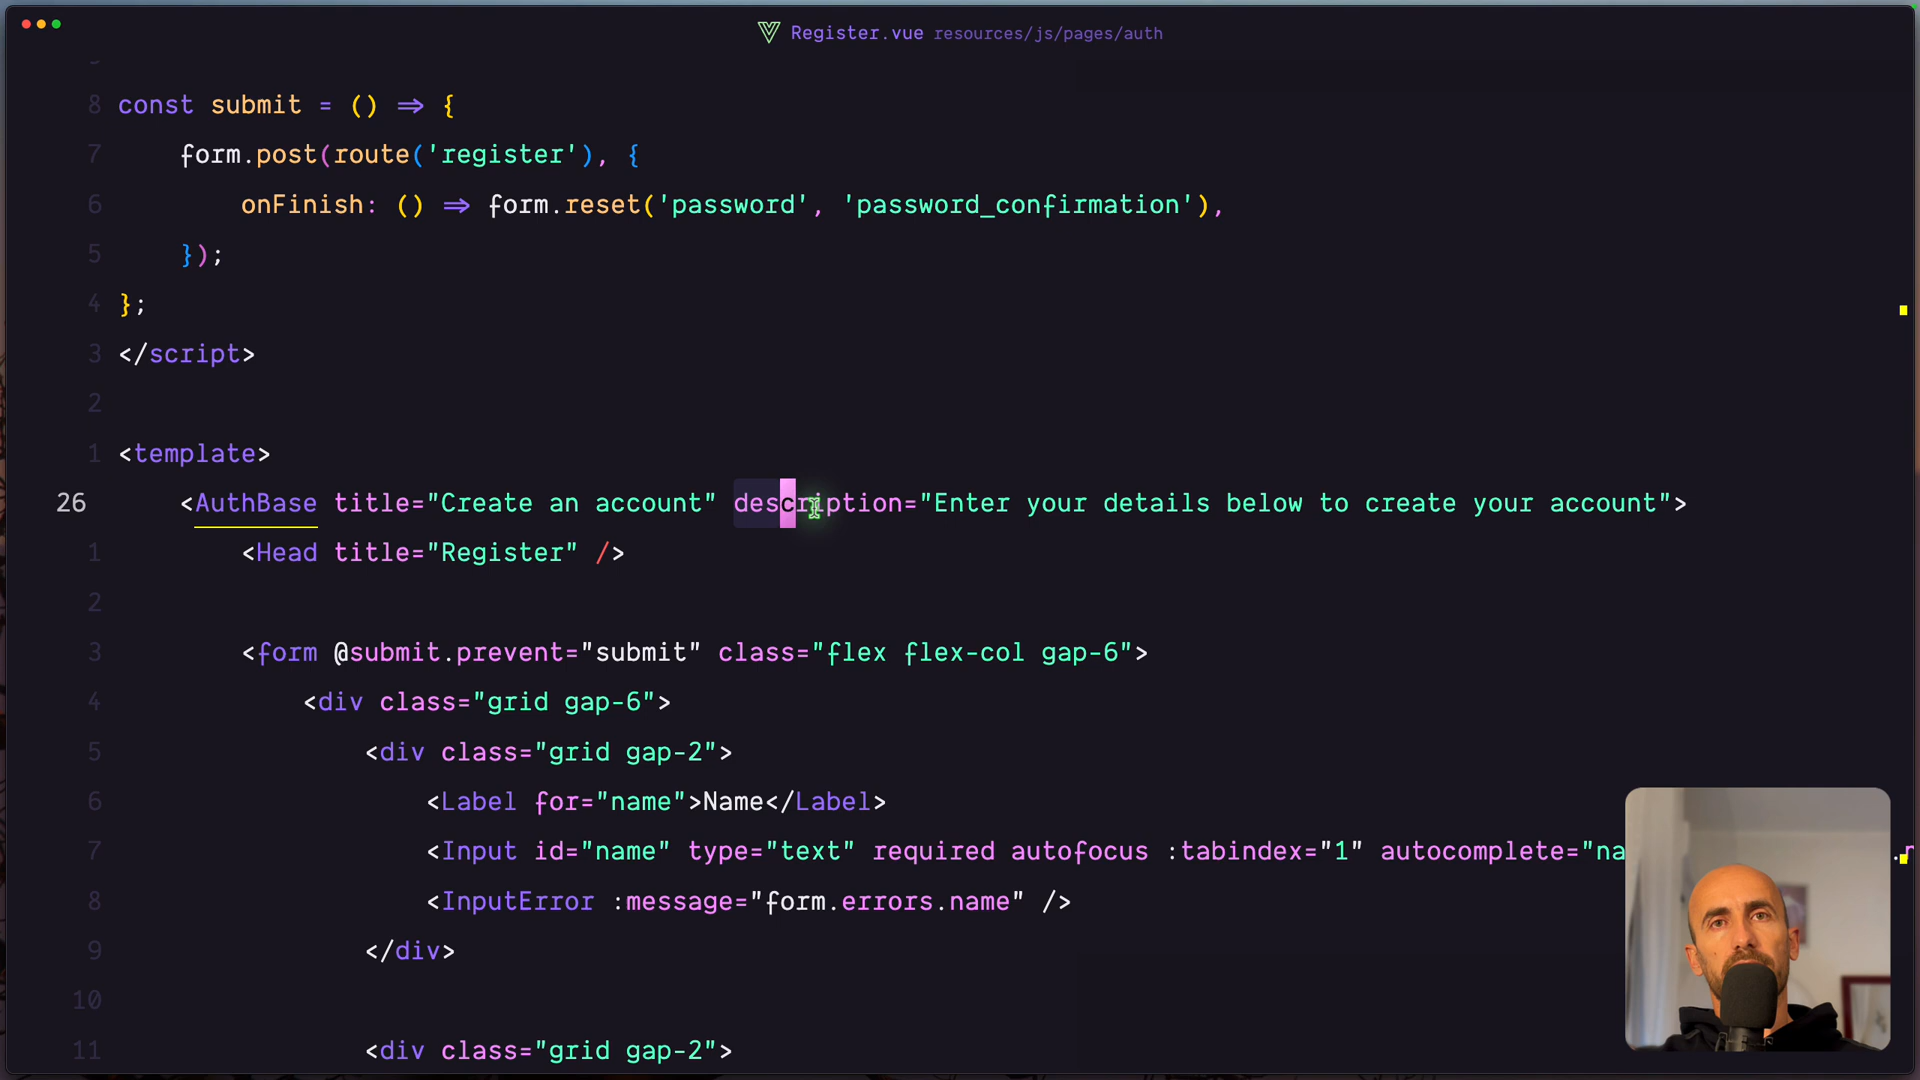 Register.vue resources/js/pages/auth
8 const submit = () => {
7 form.post(route('register'), {
6 onFinish: () => form.reset('password', 'password_confirmation'),
5 });
4 };
3 </script>
2
1 <template>
26 <AuthBase title="Create an account" description="Enter your details below to create your account">
1 <Head title="Register" />
2
3 <form @submit.prevent="submit" class="flex flex-col gap-6">
4 <div class="grid gap-6">
5 <div class="grid gap-2">
6 <Label for="name">Name</Label>
7 <Input id="name" type="text" required autofocus :tabindex="1" autocomplete="na
8 <InputError :message="form.errors.name" />
9 </div>
10
11 <div class="grid gap-2">